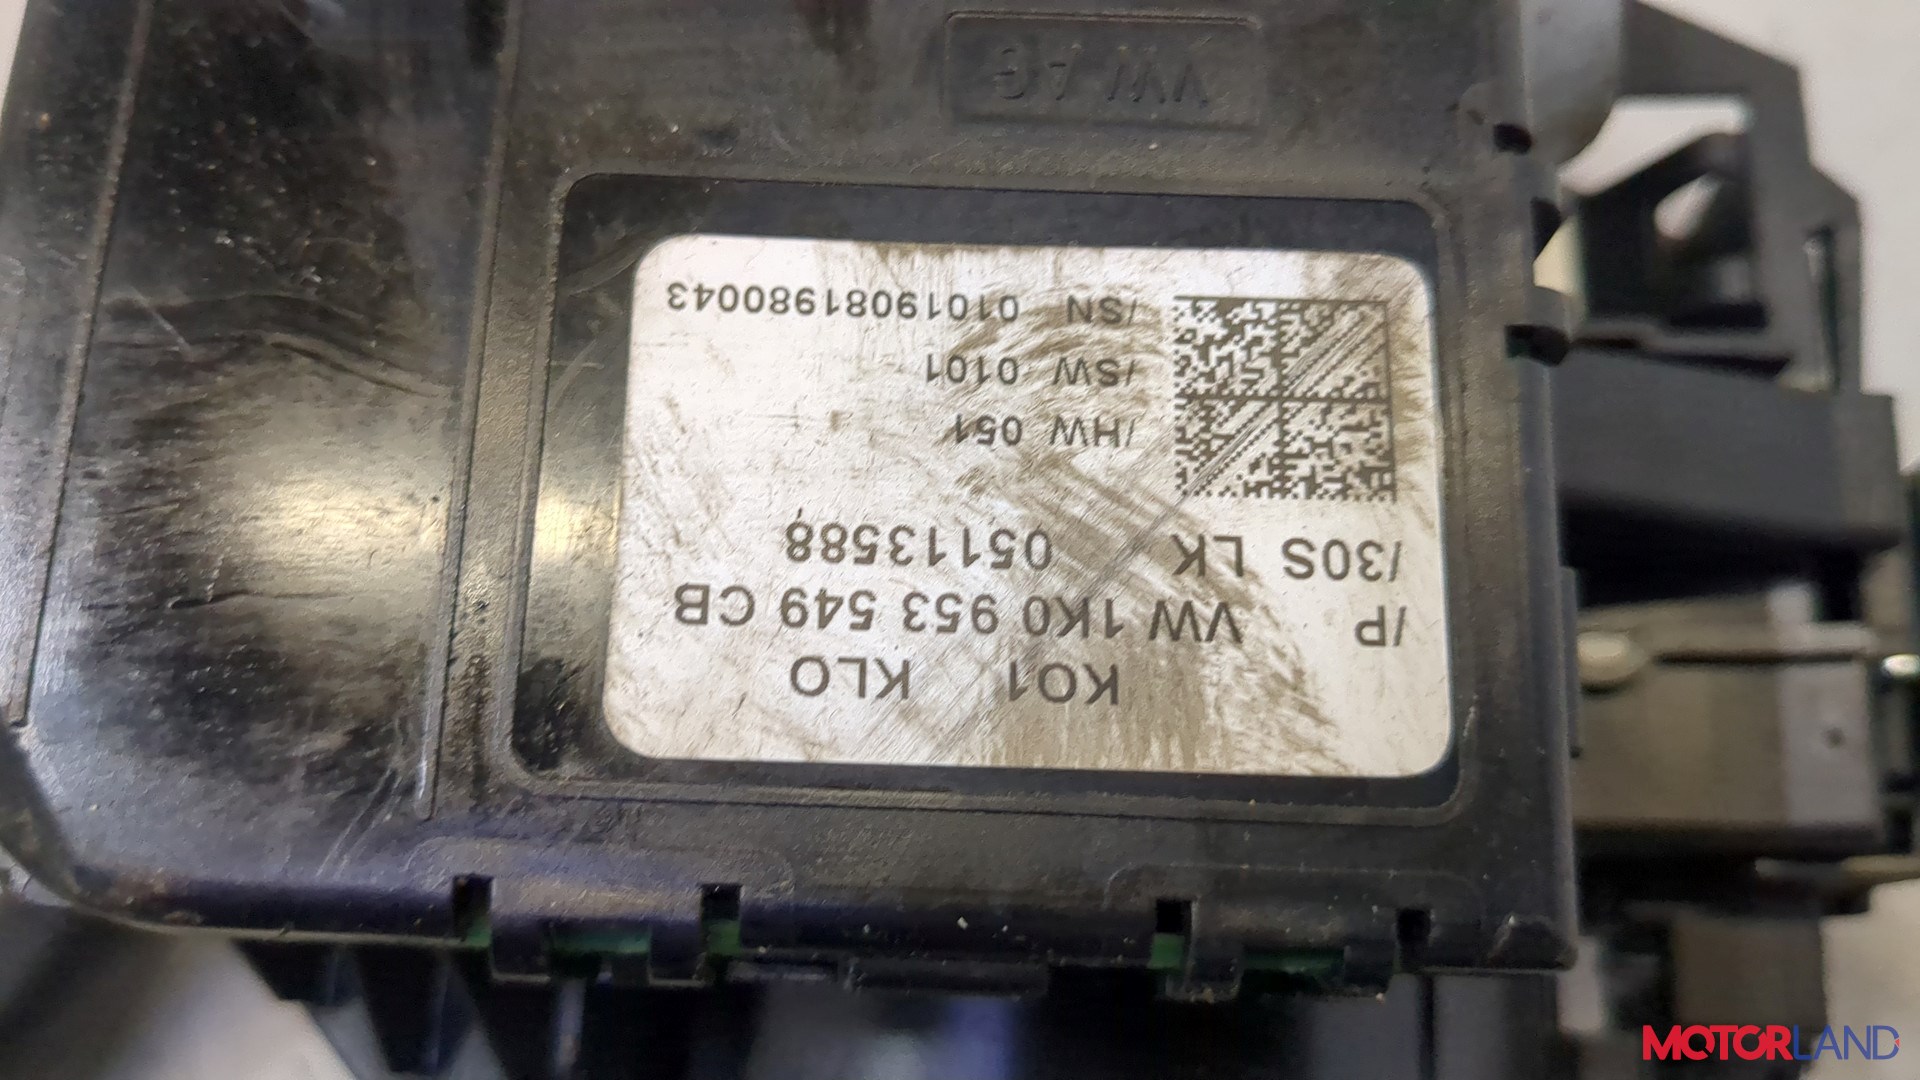 KO1 KLO
/P VW 1K0 953 549 CB
/30S LK 05113588
/HW 051
/SW 0101
/SN 01019081980043
VW AG
MOTORLAND